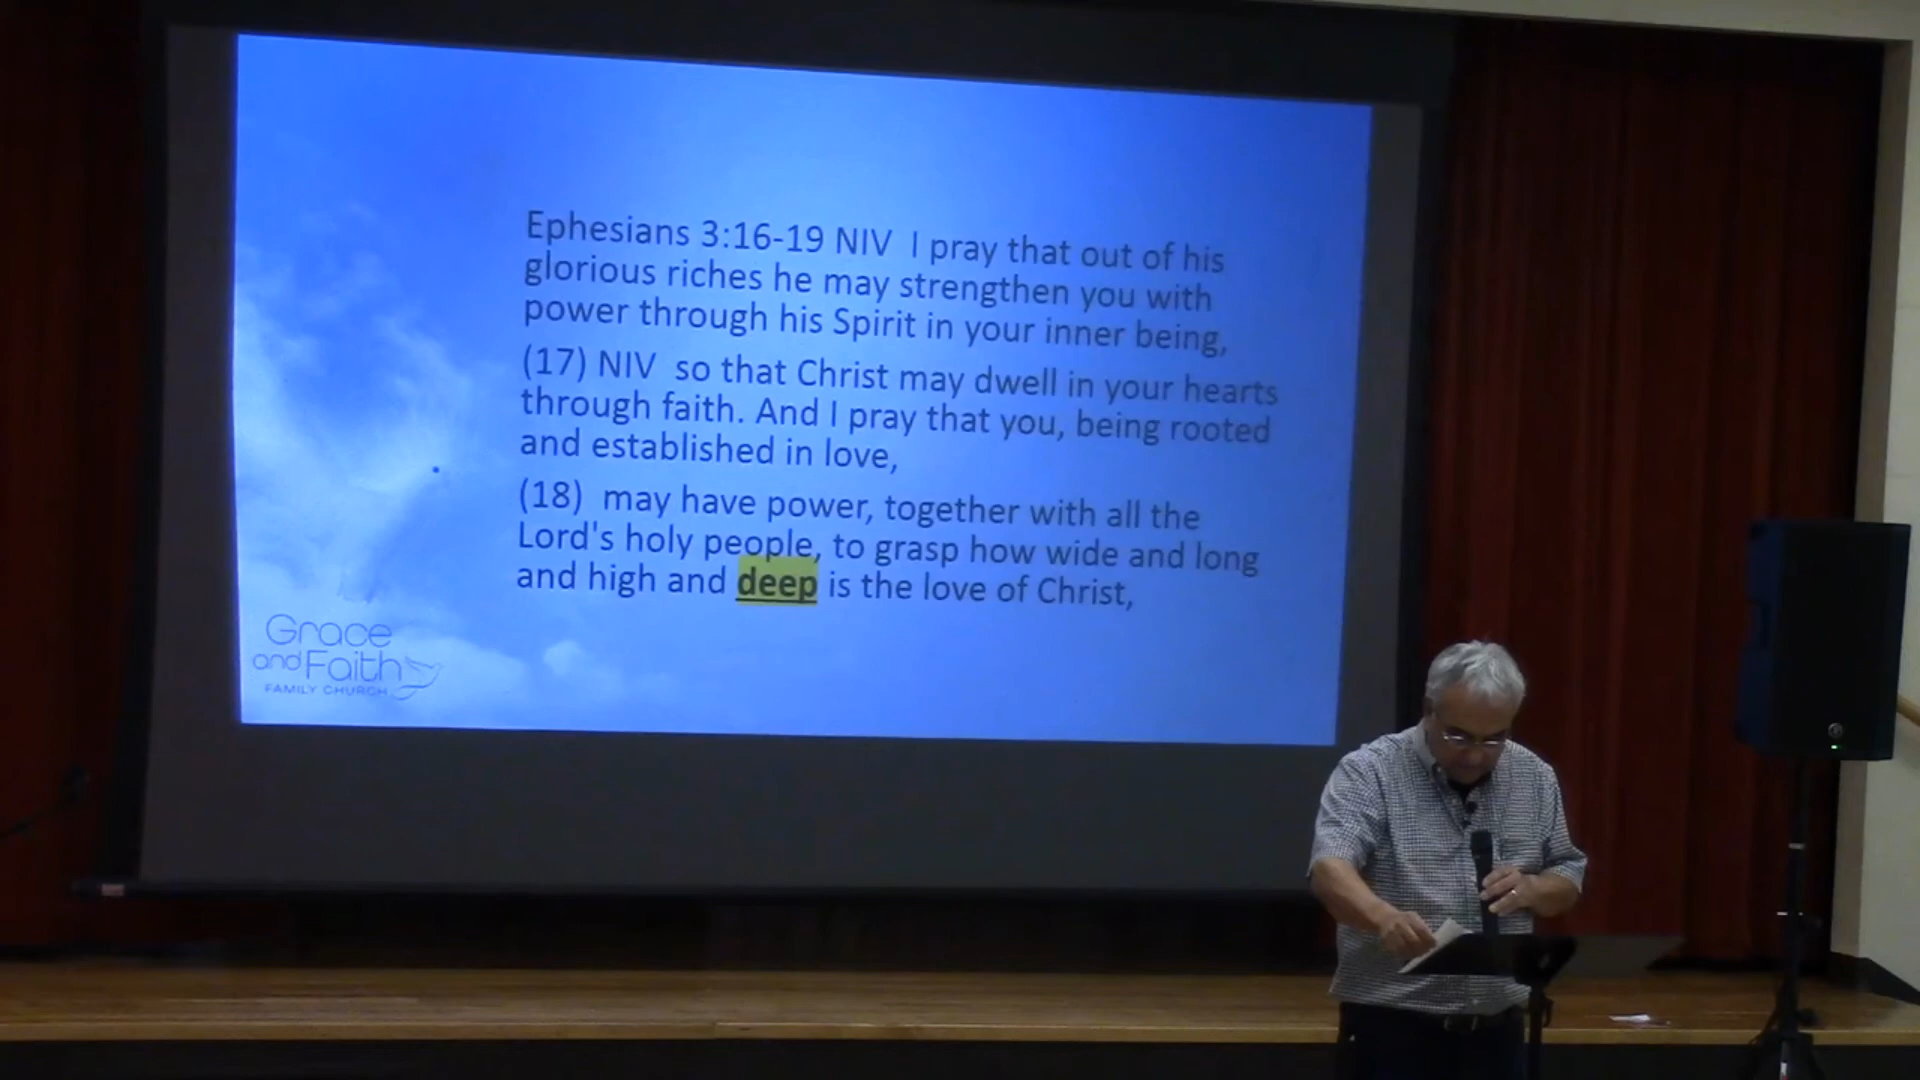 Ephesians 3:16-19 NIV  I pray that out of his
glorious riches he may strengthen you with
power through his Spirit in your inner being,
(17) NIV  so that Christ may dwell in your hearts
through faith. And I pray that you, being rooted
and established in love,
(18)  may have power, together with all the
Lord's holy people, to grasp how wide and long
and high and deep is the love of Christ,
Grace
and Faith
FAMILY CHURCH